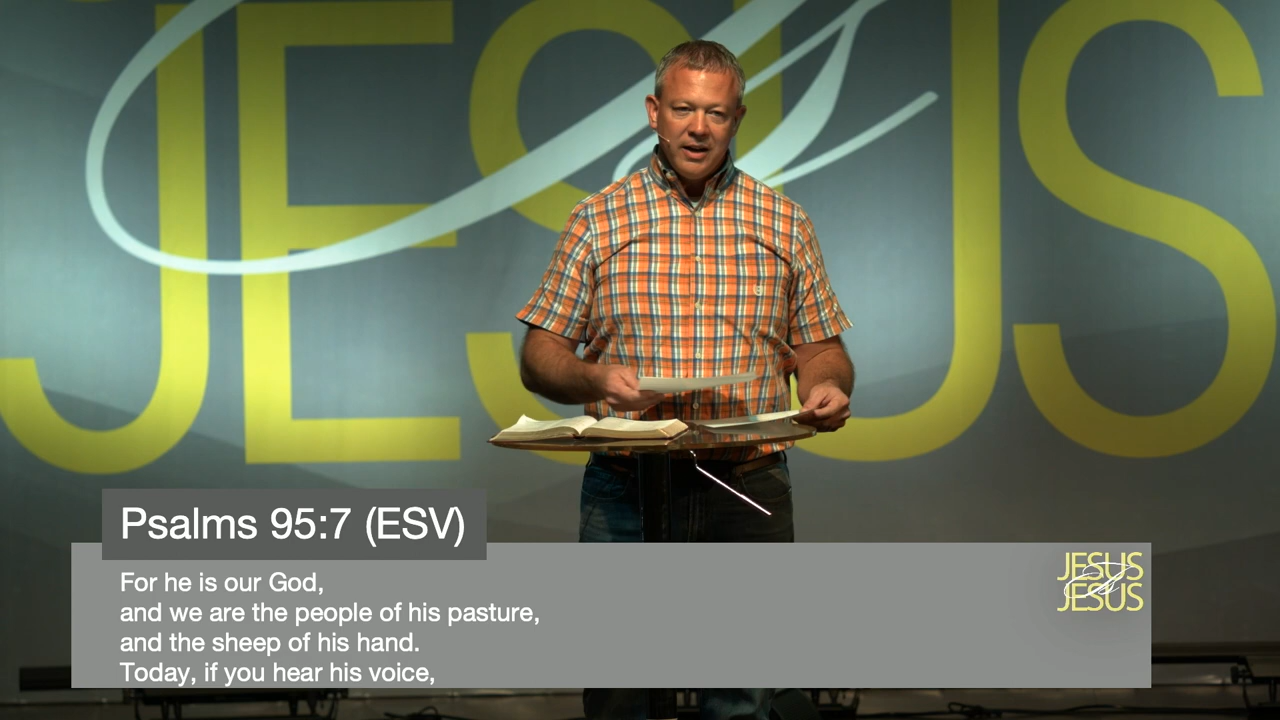 JESUS
Psalms 95:7 (ESV)
For he is our God,
and we are the people of his pasture,
and the sheep of his hand.
Today, if you hear his voice,
JESUS
&
JESUS